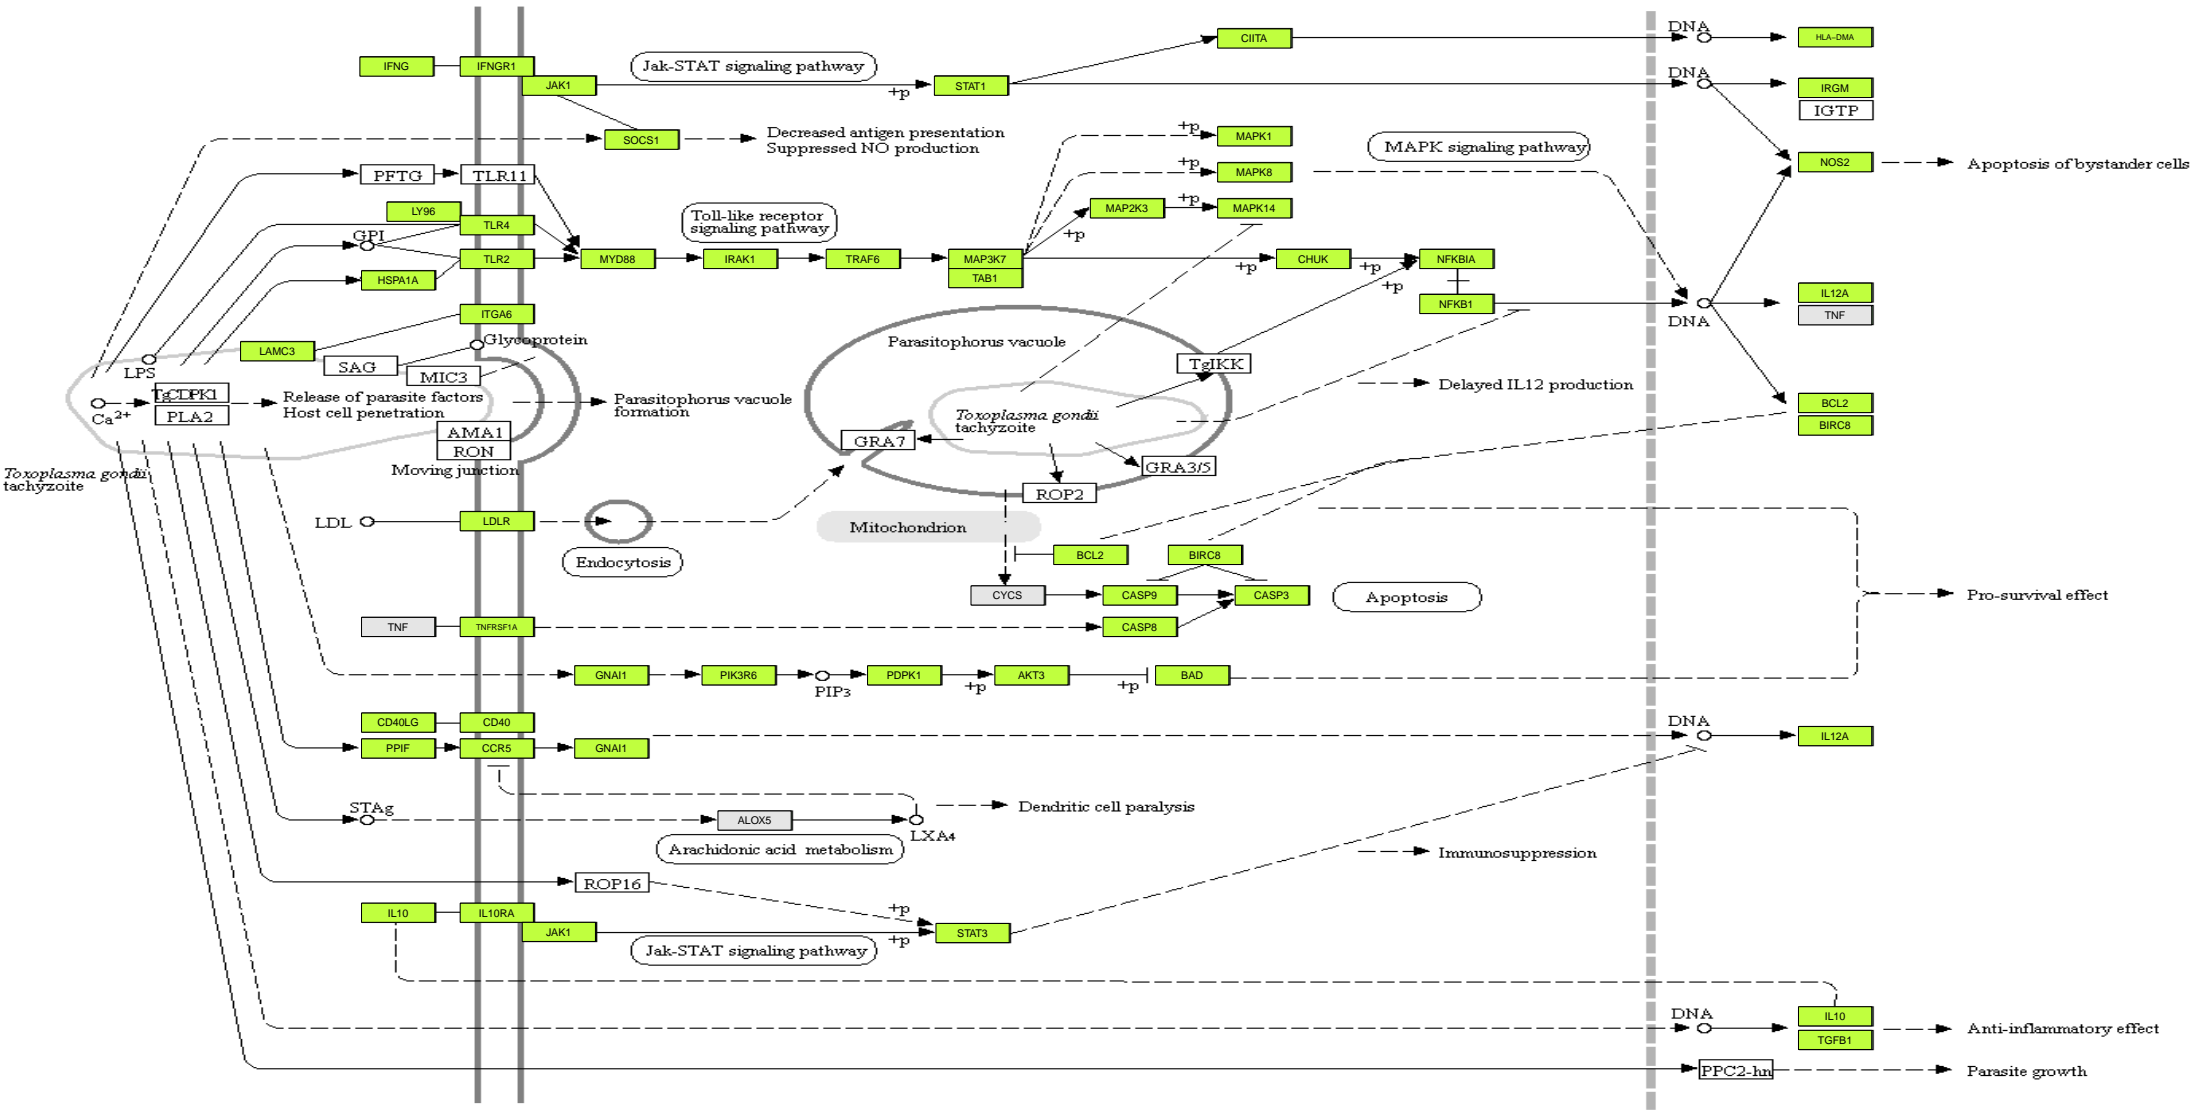 DNA
CIITA
HLA-DMA
IFNG
IFNGR1
Jak-STAT signaling pathway
DNA
JAK1
+p
STAT1
IRGM
IGTP
SOCS1
Decreased antigen presentation
Suppressed NO production
+p
MAPK1
MAPK signaling pathway
PFTG
TLR11
+p
MAPK8
NOS2
Apoptosis of bystander cells
LY96
TLR4
Toll-like receptor
signaling pathway
MAP2K3
+p
MAPK14
+p
GPI
TLR2
MYD88
IRAK1
TRAF6
MAP3K7
TAB1
+p
CHUK
+p
NFKBIA
HSPA1A
+p
NFKB1
DNA
IL12A
TNF
ITGA6
Glycoprotein
LAMC3
SAG
MIC3
Parasitophorus vacuole
TgIKK
LPS
TgCDPK1
PLA2
Ca2+
Release of parasite factors
Host cell penetration
Parasitophorus vacuole
formation
Delayed IL12 production
BCL2
BIRC8
Toxoplasma gondii
tachyzoite
AMA1
RON
Moving junction
GRA7
GRA3/5
ROP2
Toxoplasma gondii
tachyzoite
LDL
LDLR
Endocytosis
Mitochondrion
BCL2
BIRC8
CYCS
CASP9
CASP3
Apoptosis
Pro-survival effect
TNF
TNFRSF1A
CASP8
GNAI1
PIK3R6
PIP3
PDPK1
+p
AKT3
+p
BAD
CD40LG
CD40
DNA
PPIF
CCR5
GNAI1
IL12A
STAg
ALOX5
LXA4
Dendritic cell paralysis
Arachidonic acid metabolism
Immunosuppression
ROP16
+p
IL10
IL10RA
JAK1
+p
STAT3
Jak-STAT signaling pathway
DNA
IL10
TGFB1
Anti-inflammatory effect
PPC2-hn
Parasite growth